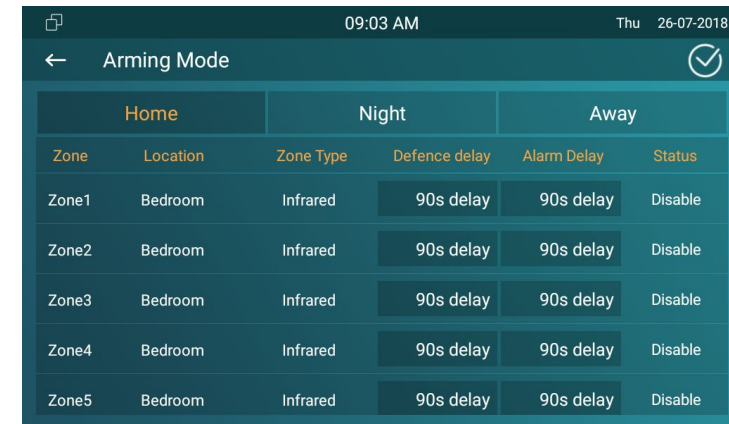 09:03 AM Thu 26-07-2018
Arming Mode
Home Night Away
Zone Location Zone Type Defence delay Alarm Delay Status
Zone1 Bedroom Infrared 90s delay 90s delay Disable
Zone2 Bedroom Infrared 90s delay 90s delay Disable
Zone3 Bedroom Infrared 90s delay 90s delay Disable
Zone4 Bedroom Infrared 90s delay 90s delay Disable
Zone5 Bedroom Infrared 90s delay 90s delay Disable